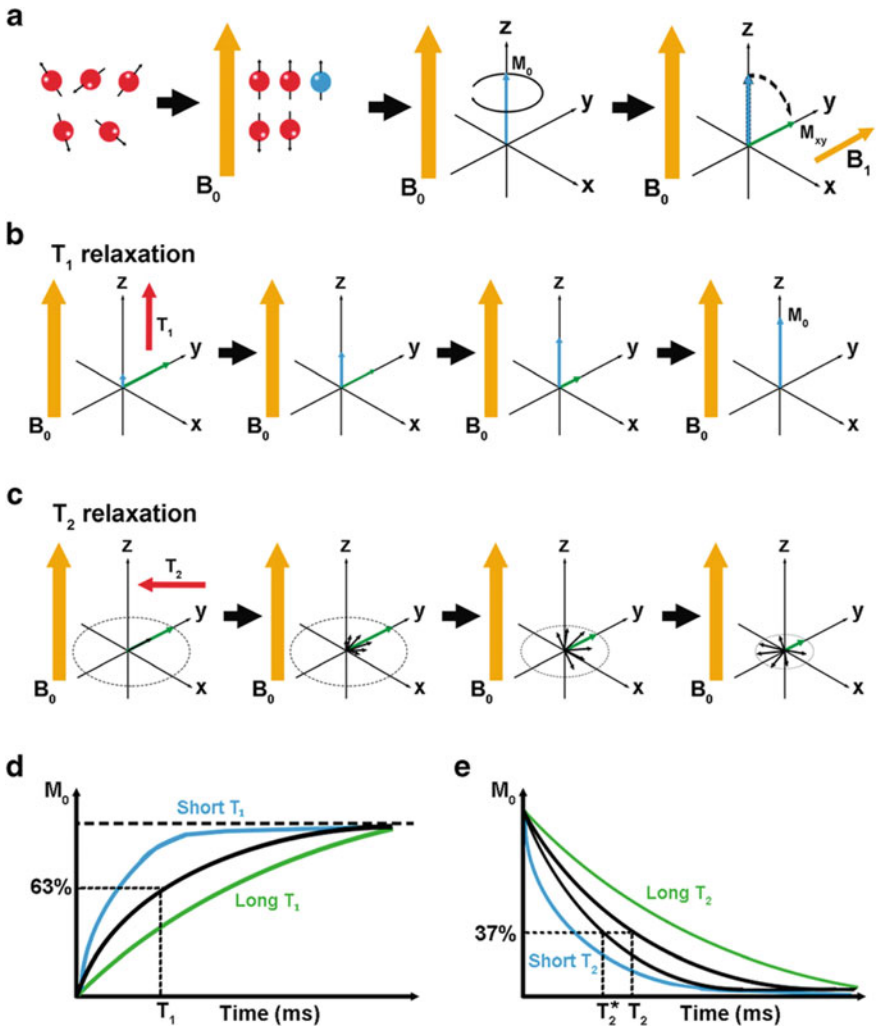 a
B₀
B₀
z
M₀
y
x
B₀
z
y
Mxy
B₁
x
b
T₁ relaxation
B₀
z
T₁
y
x
B₀
z
y
x
B₀
z
y
x
B₀
z
M₀
y
x
c
T₂ relaxation
B₀
z
T₂
y
x
B₀
z
y
x
B₀
z
y
x
B₀
z
y
x
d
M₀
Short T₁
63%
Long T₁
T₁ Time (ms)
e
M₀
Long T₂
37%
Short T₂
T₂* T₂ Time (ms)